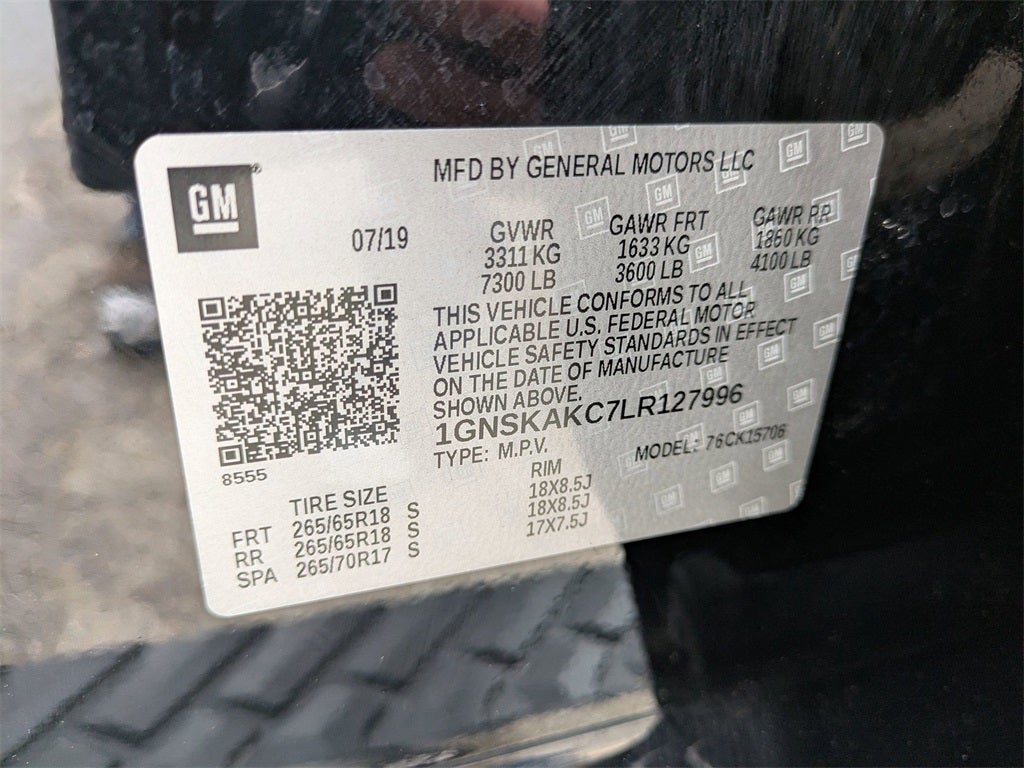 GM
MFD BY GENERAL MOTORS LLC
07/19
GVWR GAWR FRT GAWR RR
3311 KG 1633 KG 1860 KG
7300 LB 3600 LB 4100 LB
THIS VEHICLE CONFORMS TO ALL
APPLICABLE U.S. FEDERAL MOTOR
VEHICLE SAFETY STANDARDS IN EFFECT
ON THE DATE OF MANUFACTURE
SHOWN ABOVE.
1GNSKAKC7LR127996
TYPE: M.P.V. MODEL: 76CK15706
8555
TIRE SIZE RIM
FRT 265/65R18 S 18X8.5J
RR 265/65R18 S 18X8.5J
SPA 265/70R17 S 17X7.5J